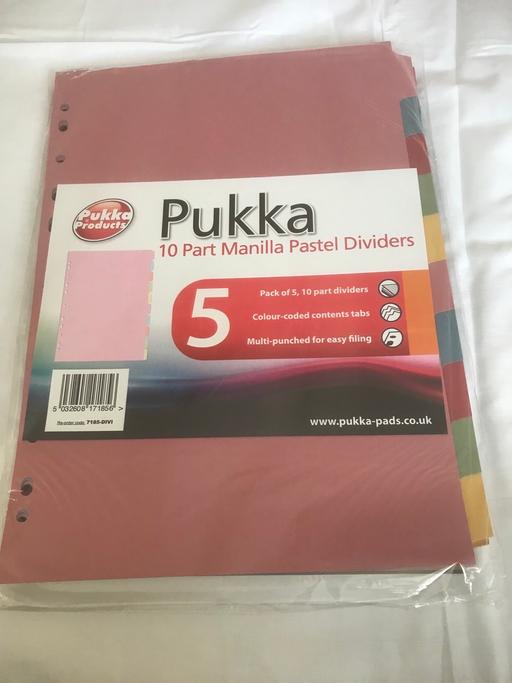 Pukka
Products
Pukka
10 Part Manilla Pastel Dividers
5
Pack of 5, 10 part dividers
Colour-coded contents tabs
Multi-punched for easy filing
5 032608 171856 >
Re-order code: 7185-DIVI
www.pukka-pads.co.uk